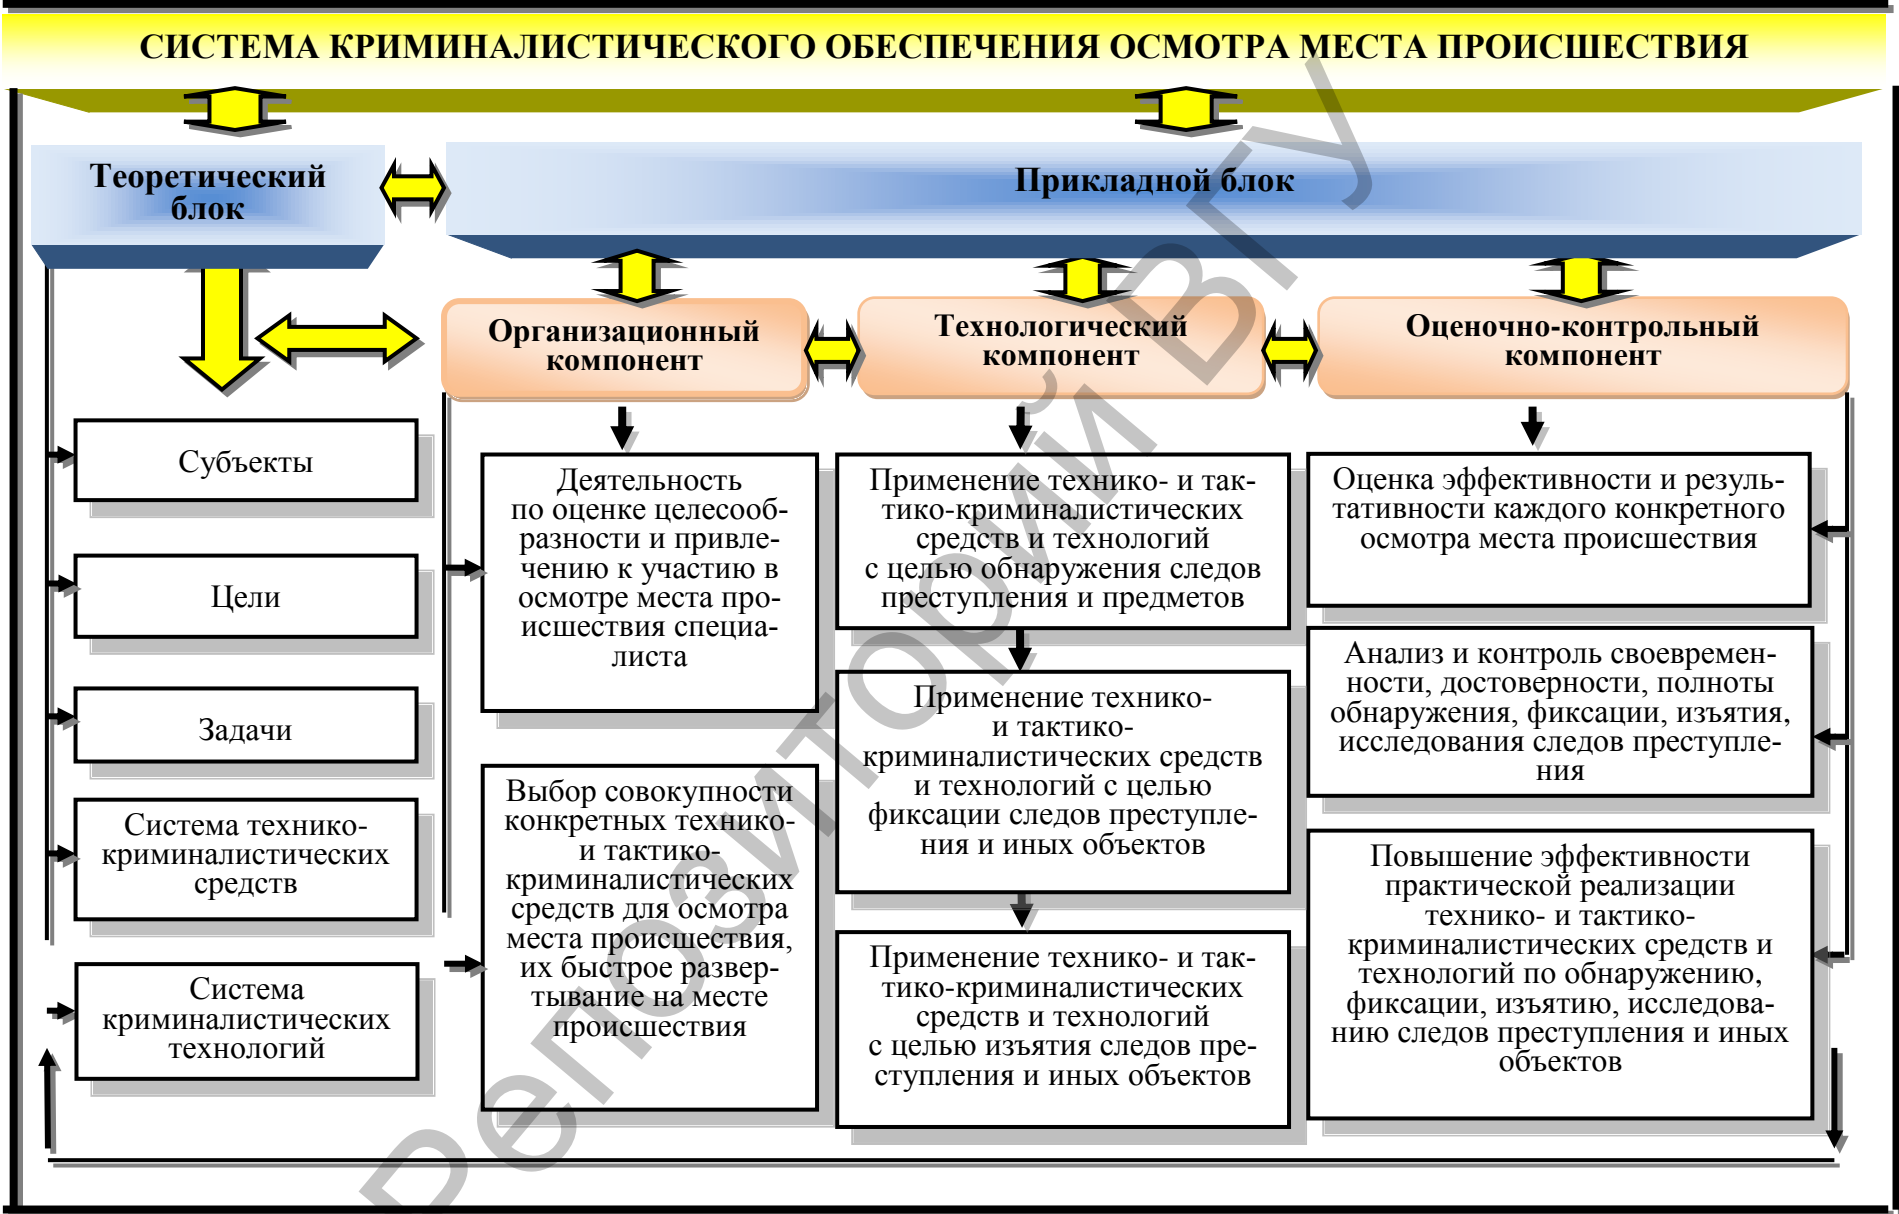 СИСТЕМА КРИМИНАЛИСТИЧЕСКОГО ОБЕСПЕЧЕНИЯ ОСМОТРА МЕСТА ПРОИСШЕСТВИЯ
Теоретический
блок
Прикладной блок
Организационный
компонент
Технологический
компонент
Оценочно-контрольный
компонент
Субъекты
Цели
Задачи
Система технико-
криминалистических
средств
Система
криминалистических
технологий
Деятельность
по оценке целесооб-
разности и привле-
чению к участию в
осмотре места про-
исшествия специа-
листа
Выбор совокупности
конкретных технико-
и тактико-
криминалистических
средств для осмотра
места происшествия,
их быстрое развер-
тывание на месте
происшествия
Применение технико- и так-
тико-криминалистических
средств и технологий
с целью обнаружения следов
преступления и предметов
Применение технико-
и тактико-
криминалистических средств
и технологий с целью
фиксации следов преступле-
ния и иных объектов
Применение технико- и так-
тико-криминалистических
средств и технологий
с целью изъятия следов пре-
ступления и иных объектов
Оценка эффективности и резуль-
тативности каждого конкретного
осмотра места происшествия
Анализ и контроль своевремен-
ности, достоверности, полноты
обнаружения, фиксации, изъятия,
исследования следов преступле-
ния
Повышение эффективности
практической реализации
технико- и тактико-
криминалистических средств и
технологий по обнаружению,
фиксации, изъятию, исследова-
нию следов преступления и иных
объектов
Репозиторий ВГУ